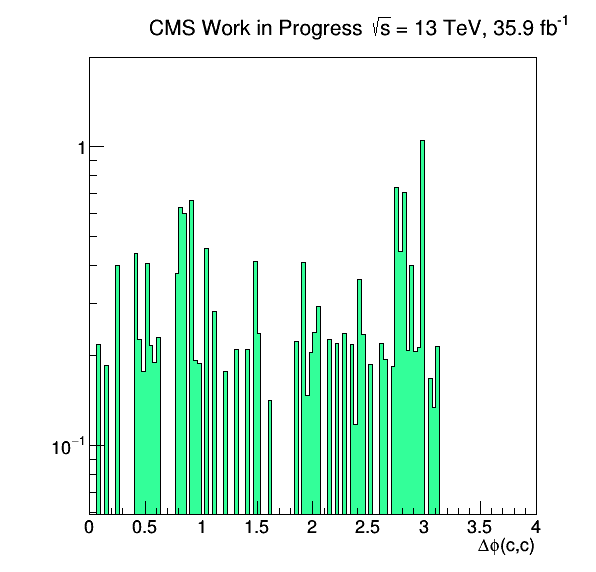 CMS Work in Progress √s = 13 TeV, 35.9 fb⁻¹
1
10⁻¹
0 0.5 1 1.5 2 2.5 3 3.5 4
Δϕ(c,c)